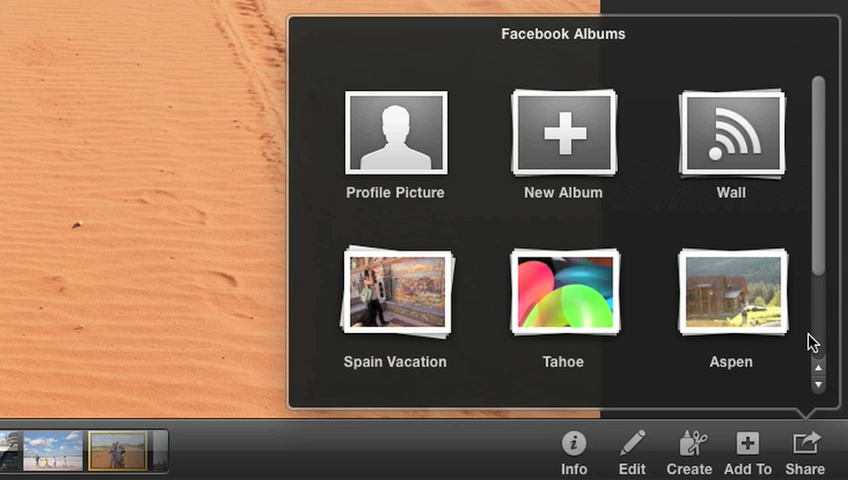 Facebook Albums
Profile Picture
New Album
Wall
Spain Vacation
Tahoe
Aspen
Info
Edit
Create
Add To
Share